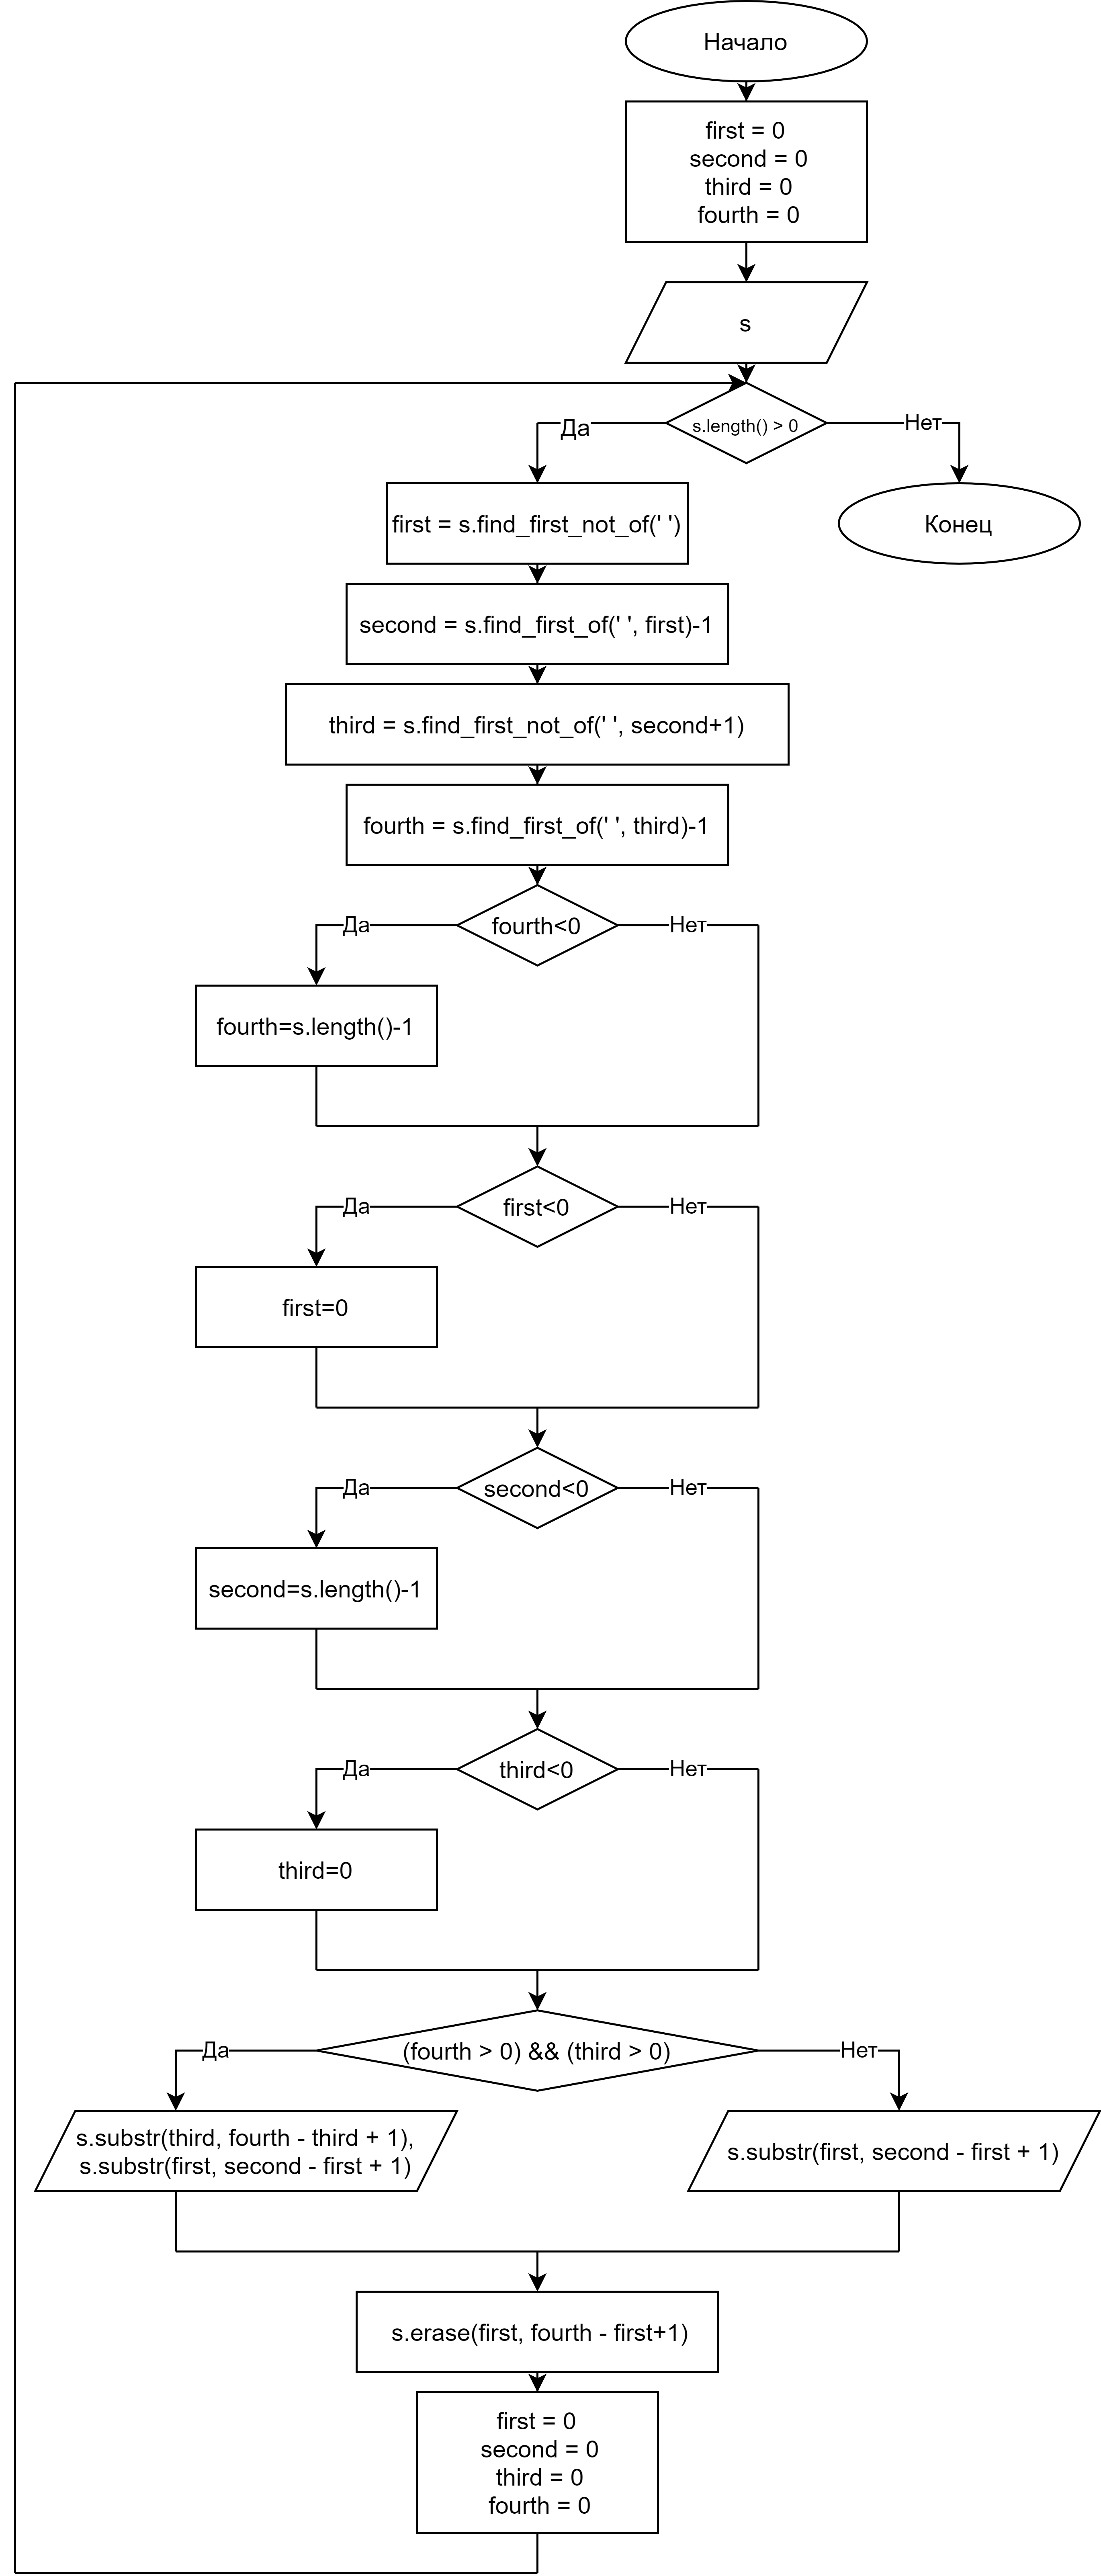 Начало
first = 0
second = 0
third = 0
fourth = 0
s
s.length() > 0
Да
Нет
first = s.find_first_not_of(' ')
Конец
second = s.find_first_of(' ', first)-1
third = s.find_first_not_of(' ', second+1)
fourth = s.find_first_of(' ', third)-1
fourth<0
Да
Нет
fourth=s.length()-1
first<0
Да
Нет
first=0
second<0
Да
Нет
second=s.length()-1
third<0
Да
Нет
third=0
(fourth > 0) && (third > 0)
Да
Нет
s.substr(third, fourth - third + 1),
s.substr(first, second - first + 1)
s.substr(first, second - first + 1)
s.erase(first, fourth - first+1)
first = 0
second = 0
third = 0
fourth = 0